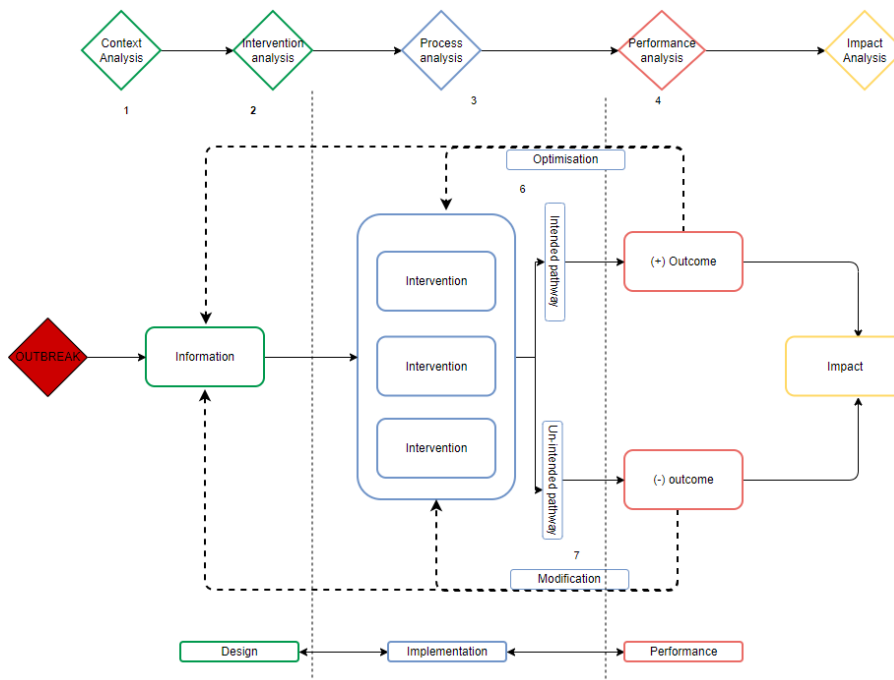 Context
Analysis
Intervention
analysis
Process
analysis
Performance
analysis
Impact
Analysis
1
2
3
4
Optimisation
6
Intended pathway
Intervention
(+) Outcome
OUTBREAK
Information
Intervention
Impact
Intervention
Un-intended pathway
(-) outcome
7
Modification
Design
Implementation
Performance